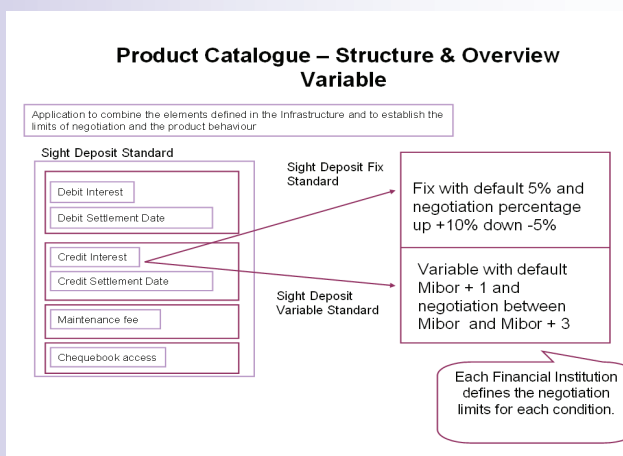 Product Catalogue – Structure & Overview
Variable
Application to combine the elements defined in the Infrastructure and to establish the
limits of negotiation and the product behaviour
Sight Deposit Standard
Debit Interest
Debit Settlement Date
Credit Interest
Credit Settlement Date
Maintenance fee
Chequebook access
Sight Deposit Fix
Standard
Sight Deposit
Variable Standard
Fix with default 5% and
negotiation percentage
up +10% down -5%
Variable with default
Mibor + 1 and
negotiation between
Mibor and Mibor + 3
Each Financial Institution
defines the negotiation
limits for each condition.